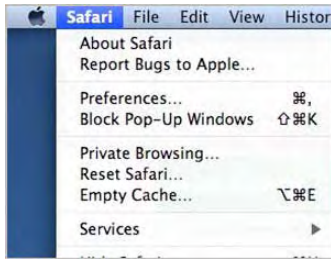 Safari File Edit View Histor
About Safari
Report Bugs to Apple...
Preferences... ⌘,
Block Pop-Up Windows ⇧⌘K
Private Browsing...
Reset Safari...
Empty Cache... ⌥⌘E
Services ▶